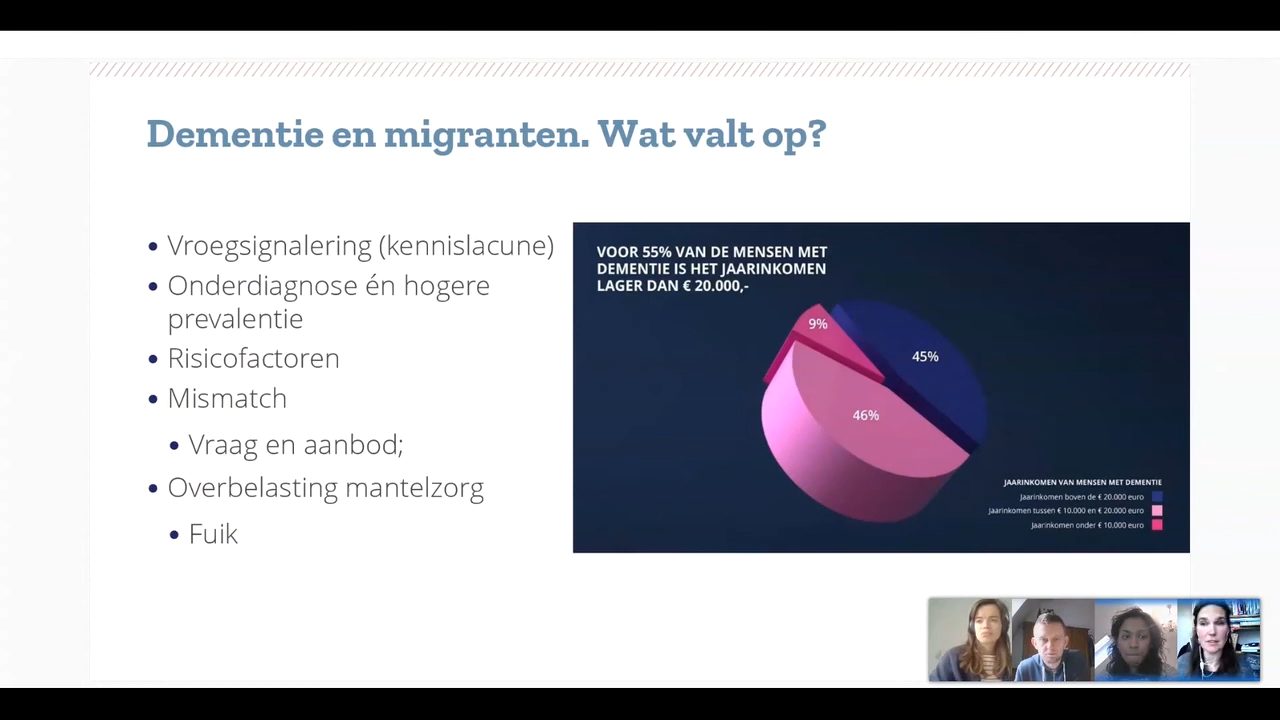 Dementie en migranten. Wat valt op?
• Vroegsignalering (kennislacune)
• Onderdiagnose én hogere
prevalentie
• Risicofactoren
• Mismatch
• Vraag en aanbod;
• Overbelasting mantelzorg
• Fuik
VOOR 55% VAN DE MENSEN MET
DEMENTIE IS HET JAARINKOMEN
LAGER DAN € 20.000,-
9%
45%
46%
JAARINKOMEN VAN MENSEN MET DEMENTIE
Jaarinkomen boven de € 20.000 euro
Jaarinkomen tussen € 10.000 en € 20.000 euro
Jaarinkomen onder € 10.000 euro